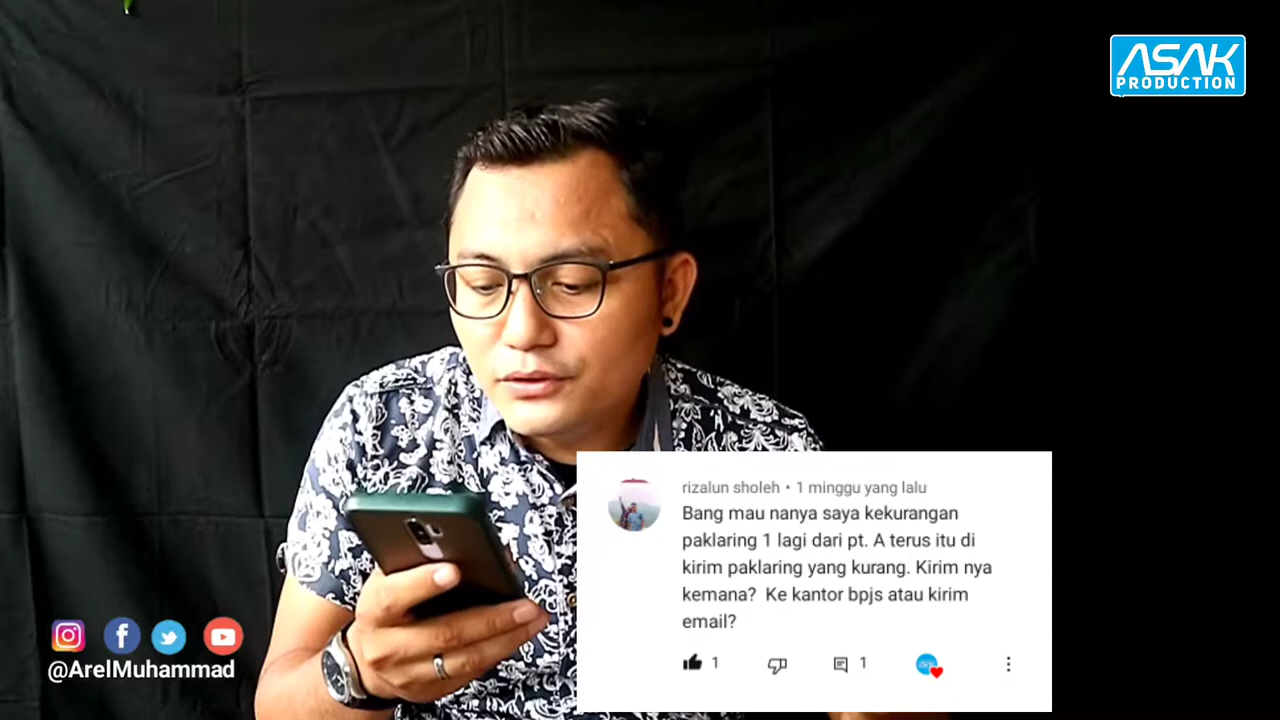 ASAK
PRODUCTION
rizalun sholeh • 1 minggu yang lalu
Bang mau nanya saya kekurangan
paklaring 1 lagi dari pt. A terus itu di
kirim paklaring yang kurang. Kirim nya
kemana?  Ke kantor bpjs atau kirim
email?
1
1
@ArelMuhammad